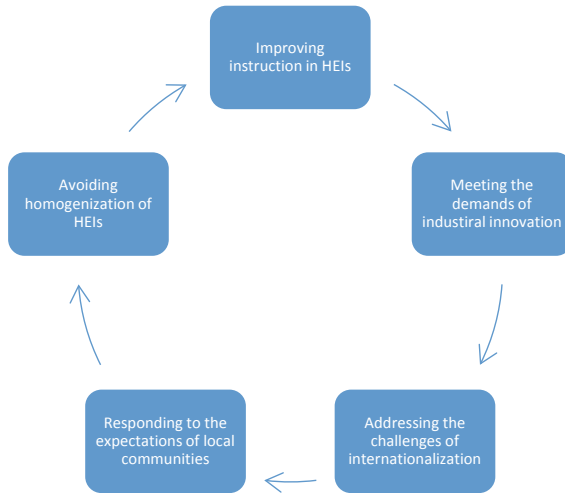 Improving
instruction in HEIs
Meeting the
demands of
industiral innovation
Addressing the
challenges of
internationalization
Responding to the
expectations of local
communities
Avoiding
homogenization of
HEIs